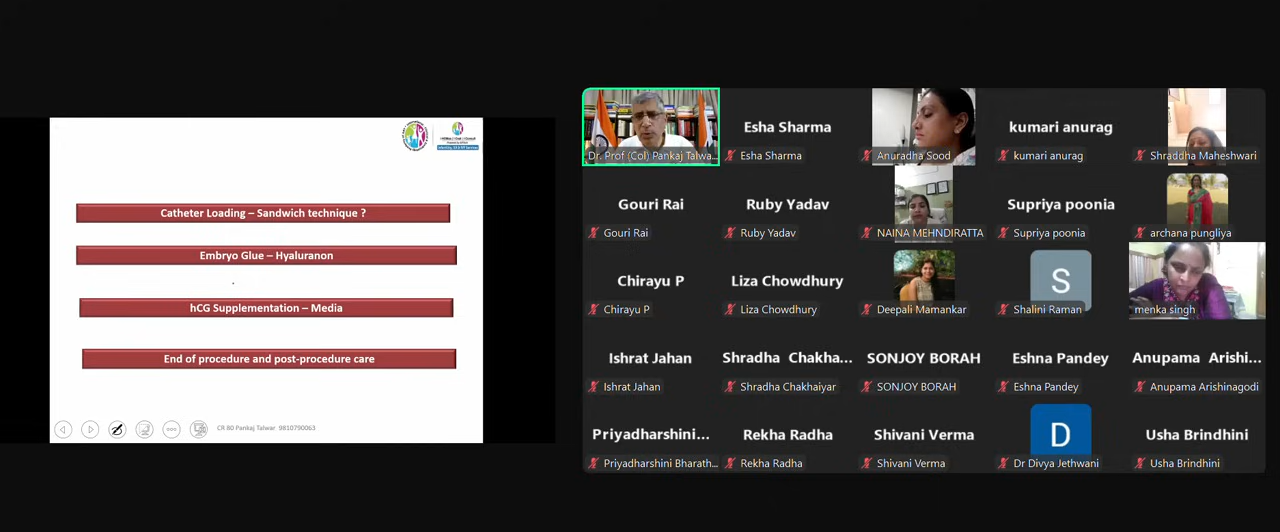 Catheter Loading – Sandwich technique ?
Embryo Glue – Hyaluranon
hCG Supplementation – Media
End of procedure and post-procedure care
CR 8D Pankaj Talwar 9810790063
Dr. Prof (Col) Pankaj Talwa...
Esha Sharma
Esha Sharma
Anuradha Sood
kumari anurag
kumari anurag
Shraddha Maheshwari
Gouri Rai
Gouri Rai
Ruby Yadav
Ruby Yadav
NAINA MEHNDIRATTA
Supriya poonia
Supriya poonia
archana pungliya
Chirayu P
Chirayu P
Liza Chowdhury
Liza Chowdhury
Deepali Mamankar
S
Shalini Raman
menka singh
Ishrat Jahan
Ishrat Jahan
Shradha Chakha...
Shradha Chakhaiyar
SONJOY BORAH
SONJOY BORAH
Eshna Pandey
Eshna Pandey
Anupama Arishi...
Anupama Arishinagodi
Priyadharshini...
Priyadharshini Bharath...
Rekha Radha
Rekha Radha
Shivani Verma
Shivani Verma
D
Dr Divya Jethwani
Usha Brindhini
Usha Brindhini